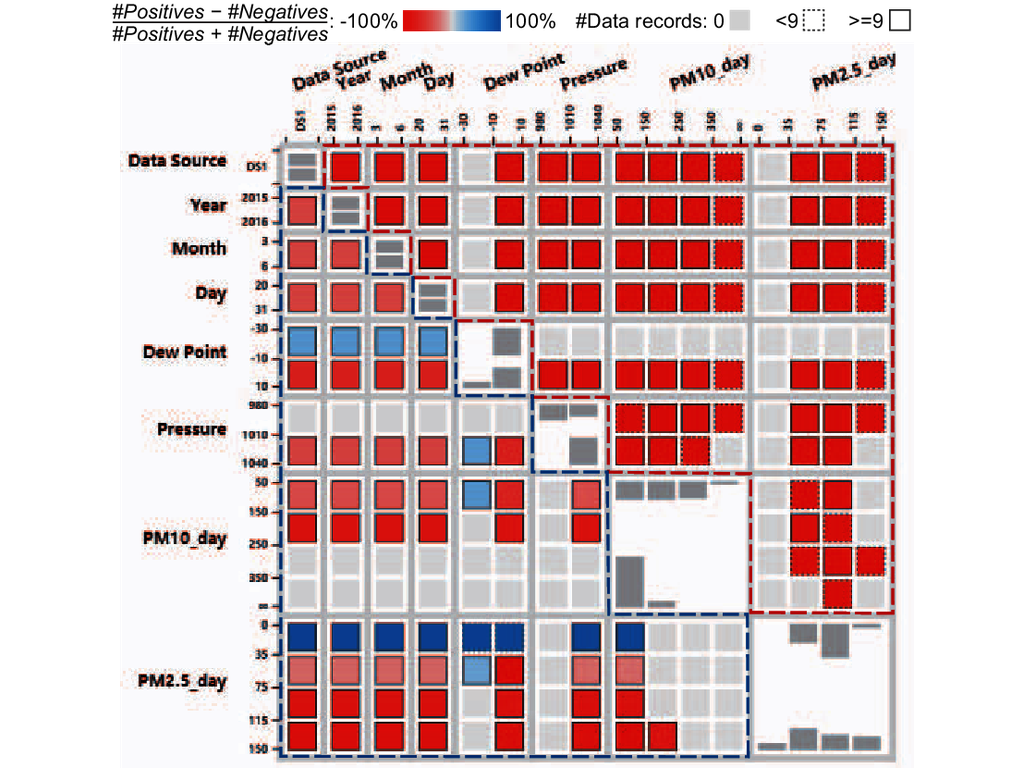 #Positives − #Negatives
#Positives + #Negatives
: -100% 100% #Data records: 0 <9 >=9
Data Source Year Month Day Dew Point Pressure PM10_day PM2.5_day
DS1 2015 2016 3 6 20 31 -30 -10 10 980 1010 1040 50 150 250 350 ∞ 0 35 75 115 150
Data Source DS1
Year 2015
2016
Month 3
6
Day 20
31
Dew Point -30
-10
10
Pressure 980
1010
1040
PM10_day 50
150
250
350
∞
PM2.5_day 0
35
75
115
150